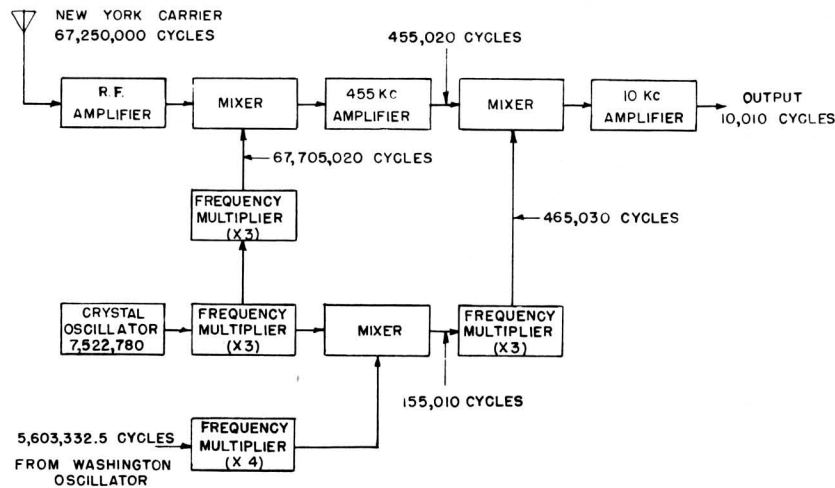 NEW YORK CARRIER
67,250,000 CYCLES
455,020 CYCLES
R.F.
AMPLIFIER
MIXER
455 Kc
AMPLIFIER
MIXER
10 Kc
AMPLIFIER
OUTPUT
10,010 CYCLES
67,705,020 CYCLES
FREQUENCY
MULTIPLIER
(X3)
465,030 CYCLES
CRYSTAL
OSCILLATOR
7,522,780
FREQUENCY
MULTIPLIER
(X3)
MIXER
FREQUENCY
MULTIPLIER
(X3)
155,010 CYCLES
5,603,332.5 CYCLES
FROM WASHINGTON
OSCILLATOR
FREQUENCY
MULTIPLIER
(X 4)